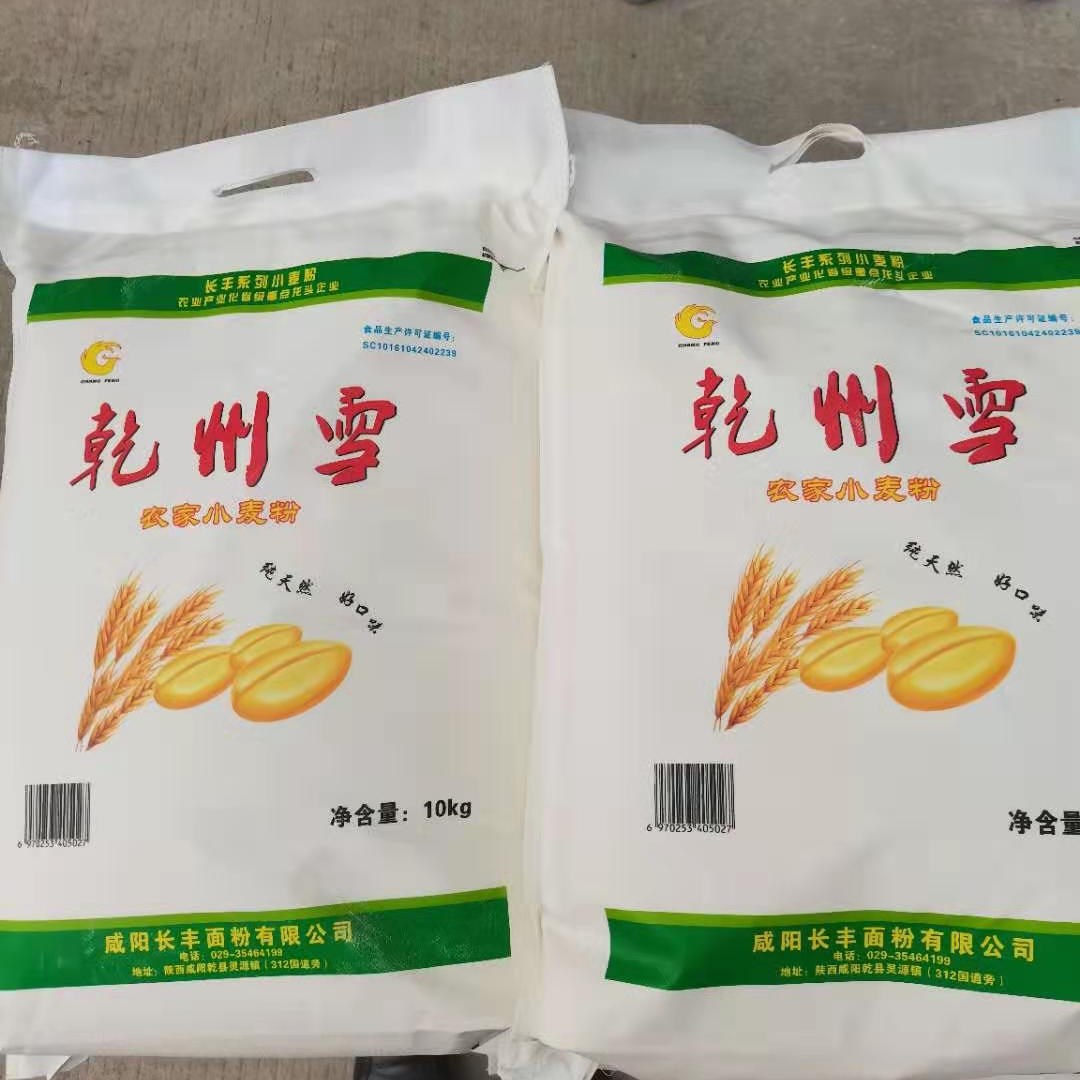 长丰系列小麦粉
农业产业化省级重点龙头企业
食品生产许可证编号:
SC10161042402239
CHANG FENG
乾州雪
农家小麦粉
纯天然 好口味
净含量: 10kg
6 970253 405027
咸阳长丰面粉有限公司
电话: 029-35464199
地址: 陕西咸阳乾县灵源镇(312国道旁)
长丰系列小麦粉
农业产业化省级重点龙头企业
食品生产许可证编号:
SC10161042402239
CHANG FENG
乾州雪
农家小麦粉
纯天然 好口味
净含量
6 970253 405027
咸阳长丰面粉有限公司
电话: 029-35464199
地址: 陕西咸阳乾县灵源镇(312国道旁)